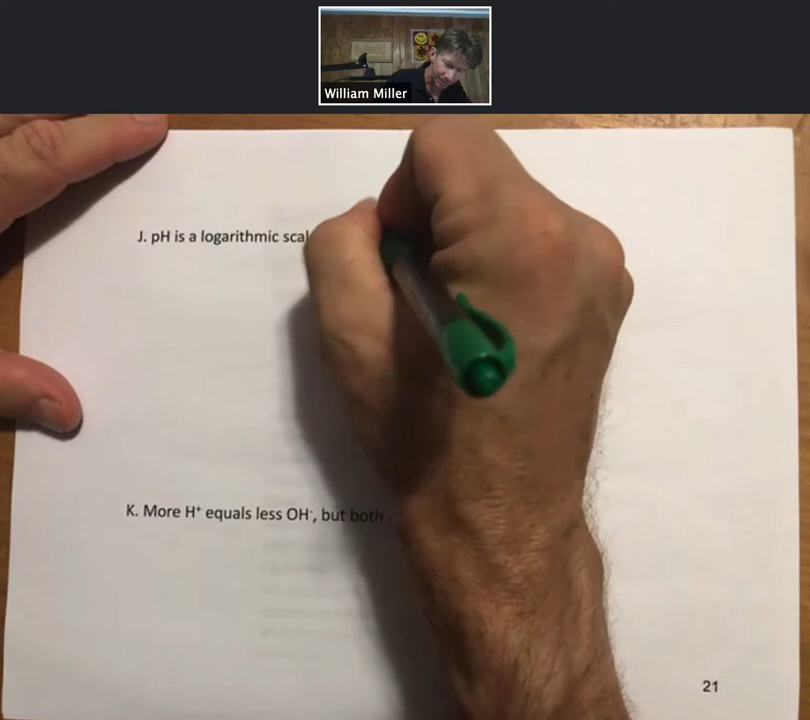 William Miller
J. pH is a logarithmic scal
K. More H⁺ equals less OH⁻, but both
21